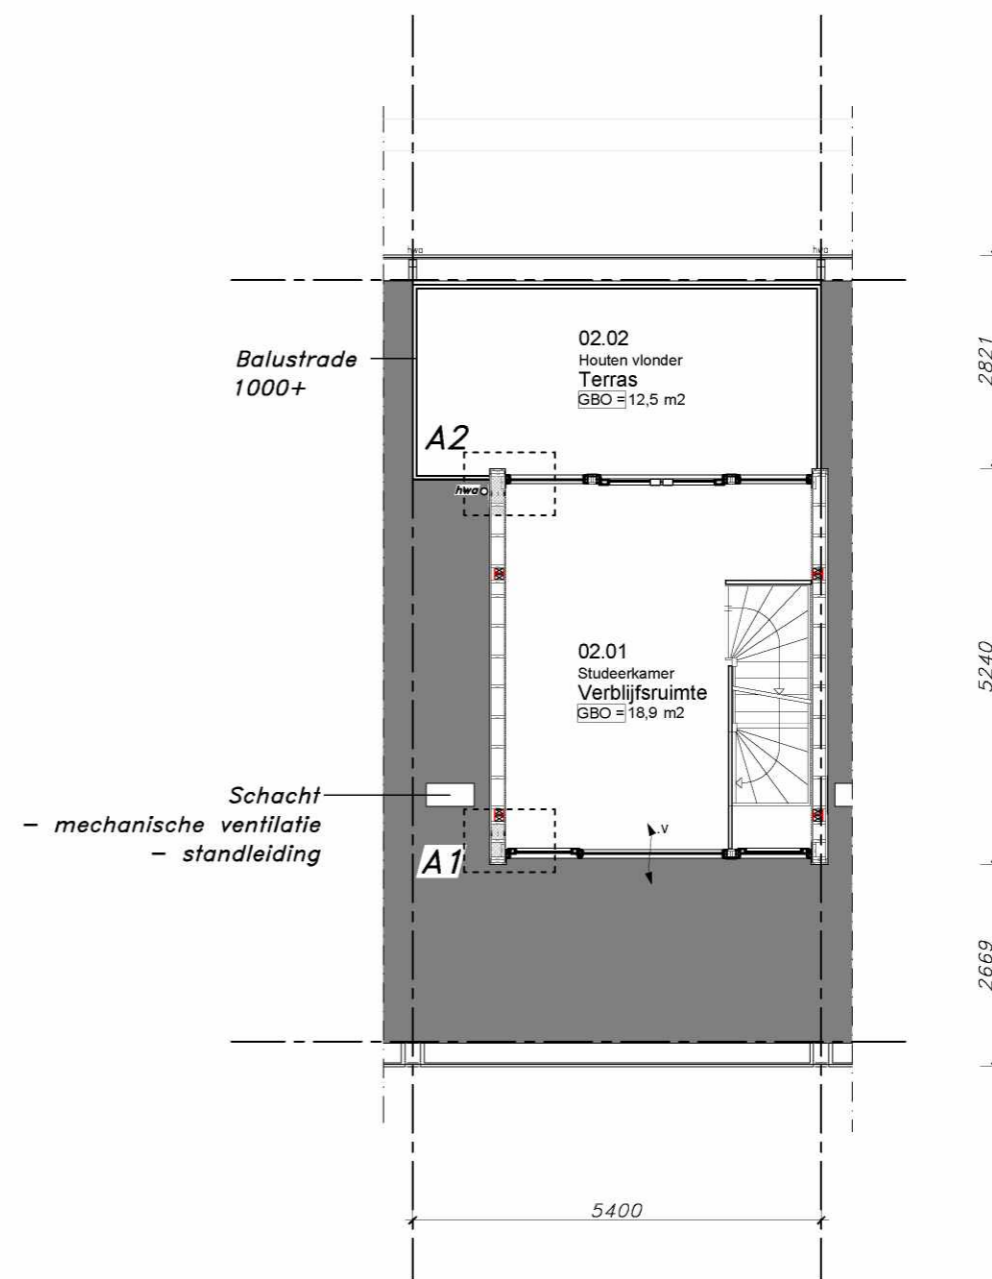 hwa
hwa
02.02
Houten vlonder
Terras
GBO = 12,5 m2
Balustrade
1000+
2821
A2
hwa
02.01
Studeerkamer
Verblijfsruimte
GBO = 18,9 m2
5240
Schacht
– mechanische ventilatie
– standleiding
.v
A1
2669
5400